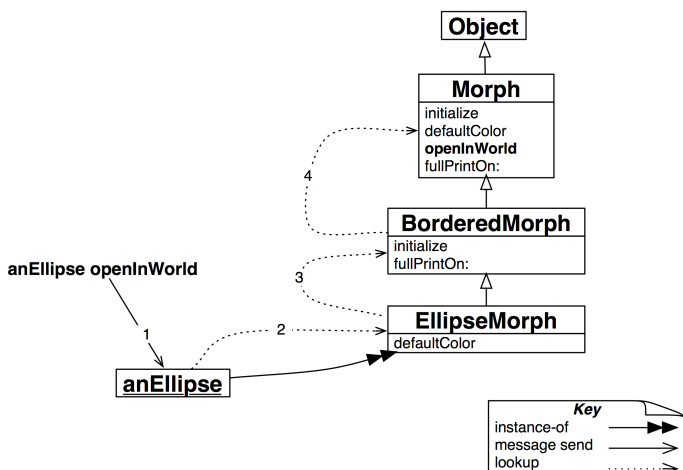 Object
Morph
initialize
defaultColor
openInWorld
fullPrintOn:
4
BorderedMorph
initialize
fullPrintOn:
anEllipse openInWorld
3
EllipseMorph
defaultColor
1
2
anEllipse
Key
instance-of
message send
lookup